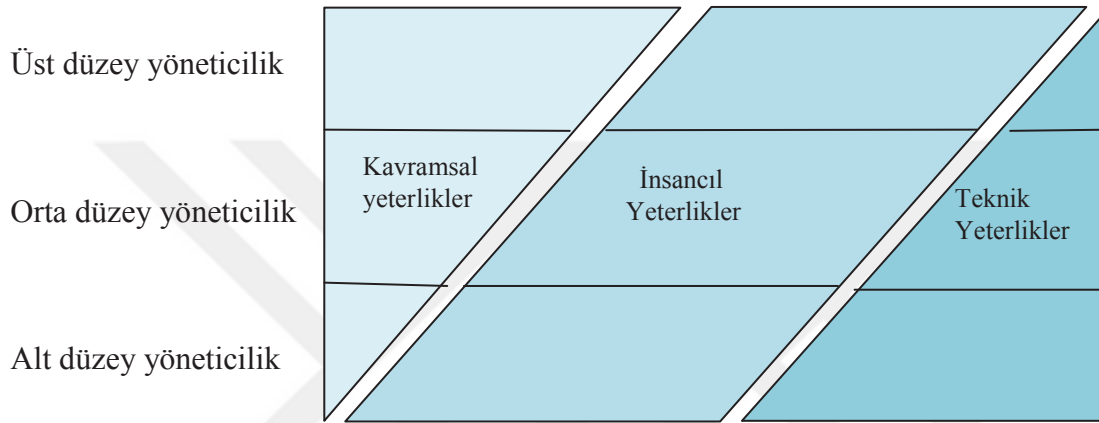 Üst düzey yöneticilik
Kavramsal
yeterlikler
İnsancıl
Yeterlikler
Teknik
Yeterlikler
Orta düzey yöneticilik
Alt düzey yöneticilik